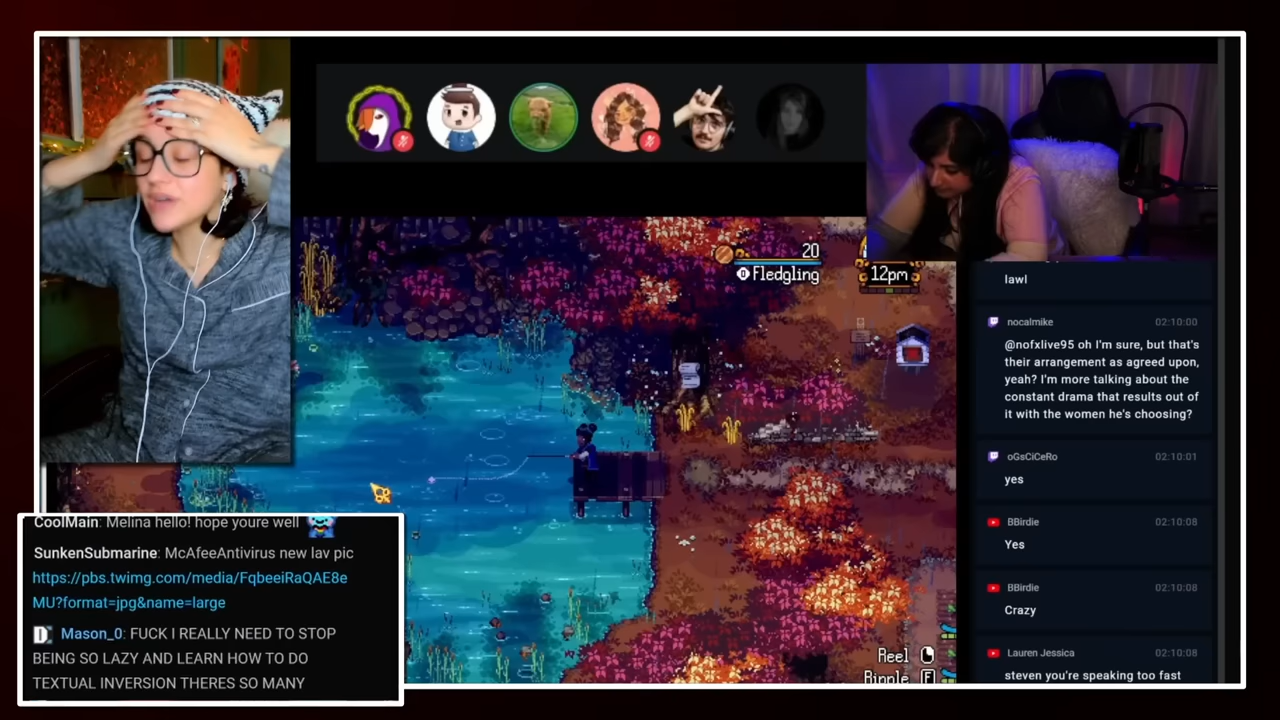 20
Fledgling
12pm
lawl
nocalmike 02:10:00
@nofxlive95 oh I'm sure, but that's
their arrangement as agreed upon,
yeah? I'm more talking about the
constant drama that results out of
it with the women he's choosing?
oGsCiCeRo 02:10:01
yes
BBirdie 02:10:08
Yes
BBirdie 02:10:08
Crazy
Lauren Jessica 02:10:08
steven you're speaking too fast
Reel
Ripple [F]
CoolMain: Melina hello! hope youre well
SunkenSubmarine: McAfeeAntivirus new lav pic
https://pbs.twimg.com/media/FqbeeiRaQAE8e
MU?format=jpg&name=large
Mason_0: FUCK I REALLY NEED TO STOP
BEING SO LAZY AND LEARN HOW TO DO
TEXTUAL INVERSION THERES SO MANY